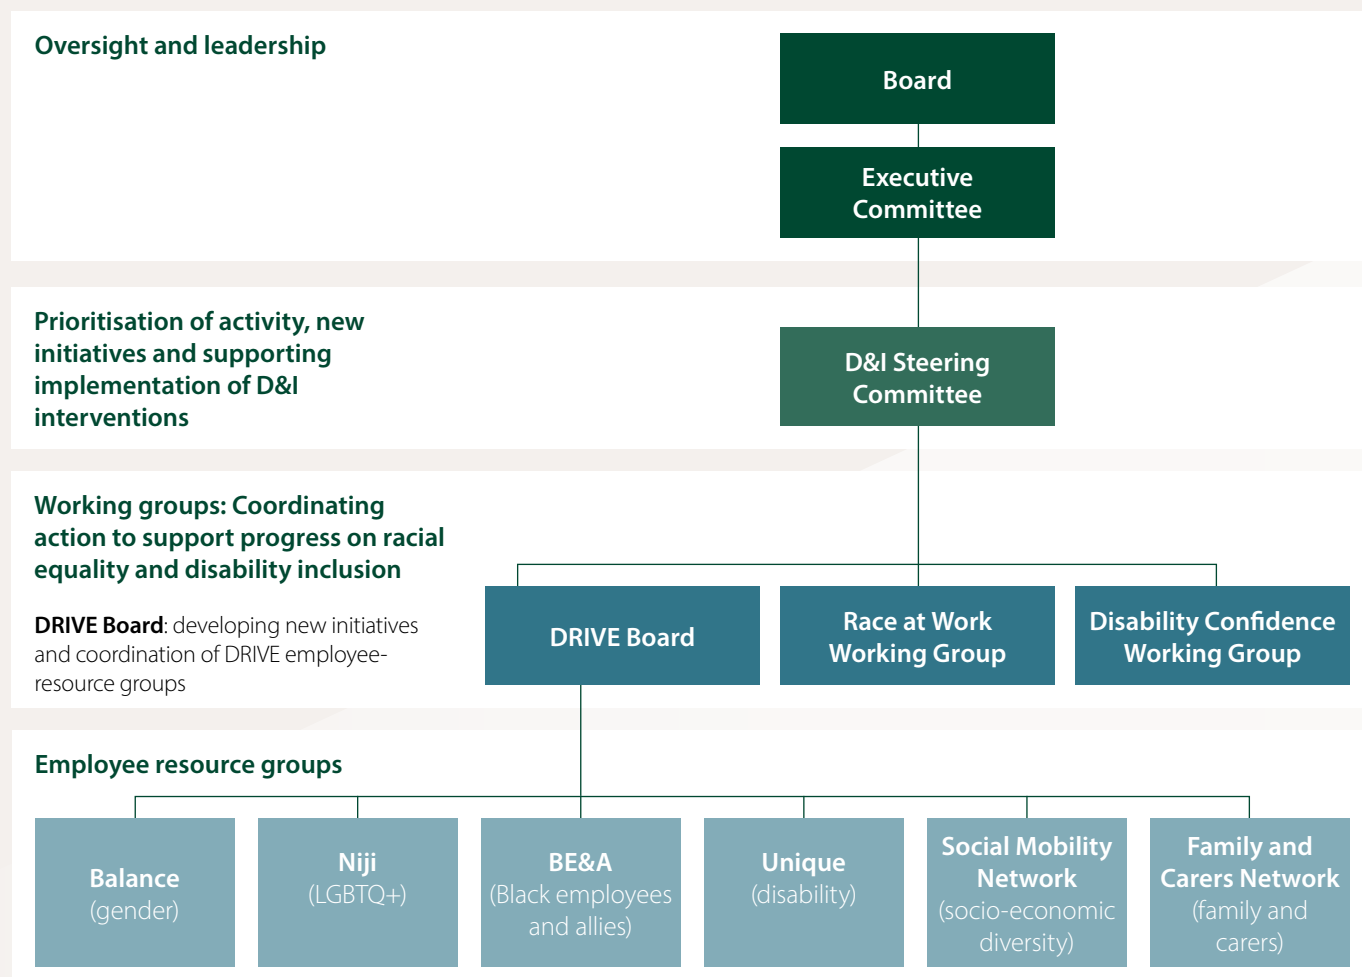 Oversight and leadership
Board
Executive
Committee
Prioritisation of activity, new
initiatives and supporting
implementation of D&I
interventions
D&I Steering
Committee
Working groups: Coordinating
action to support progress on racial
equality and disability inclusion
DRIVE Board: developing new initiatives
and coordination of DRIVE employee-
resource groups
DRIVE Board
Race at Work
Working Group
Disability Confidence
Working Group
Employee resource groups
Balance
(gender)
Niji
(LGBTQ+)
BE&A
(Black employees
and allies)
Unique
(disability)
Social Mobility
Network
(socio-economic
diversity)
Family and
Carers Network
(family and
carers)